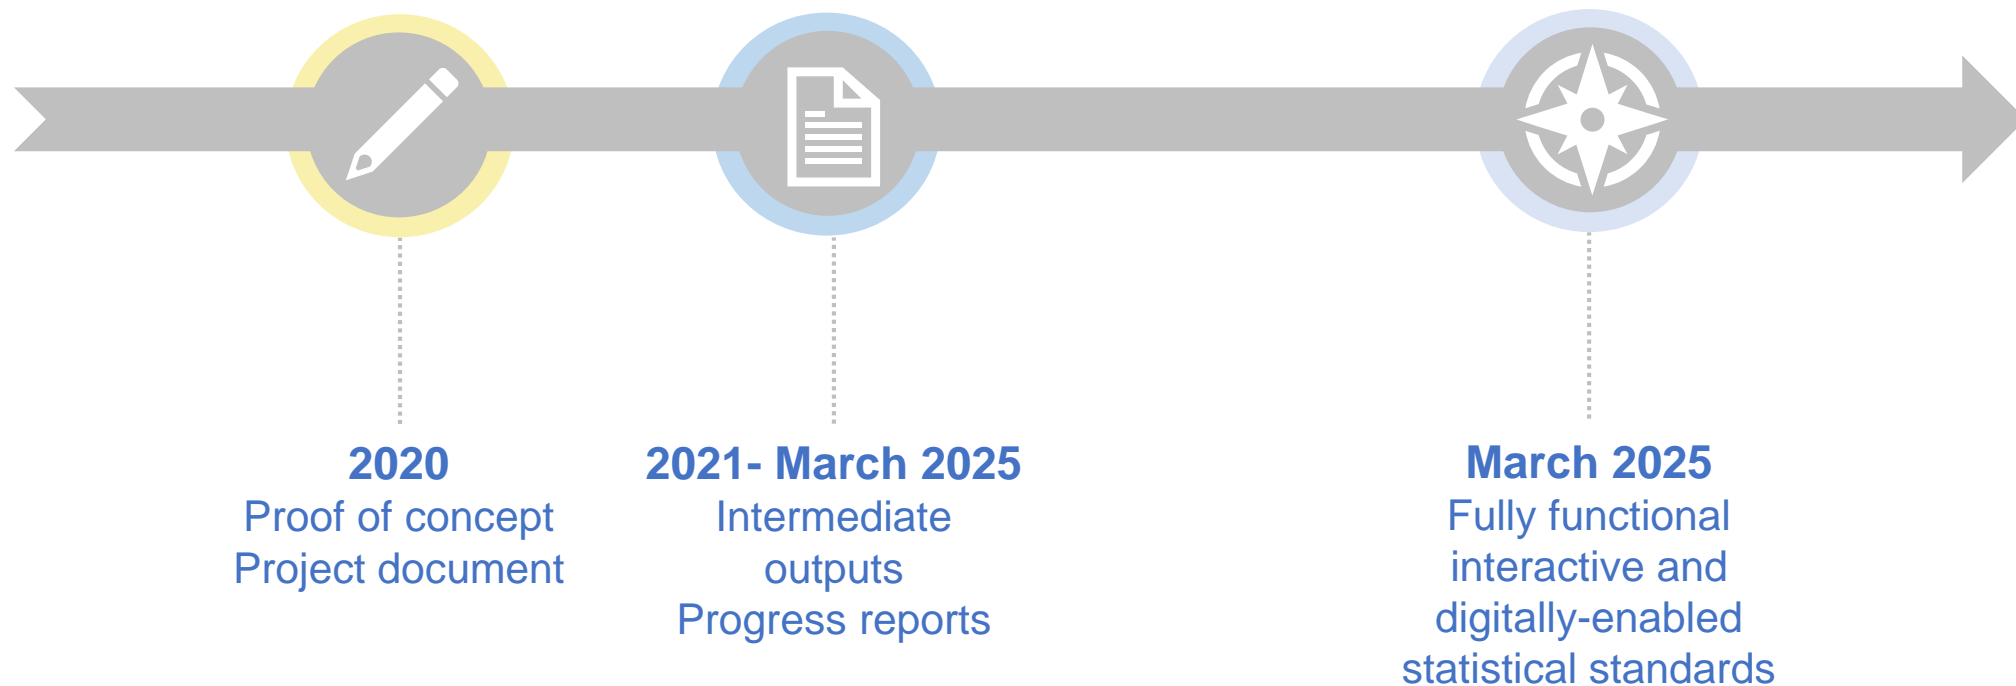 2020
Proof of concept
Project document
2021- March 2025
Intermediate
outputs
Progress reports
March 2025
Fully functional
interactive and
digitally-enabled
statistical standards